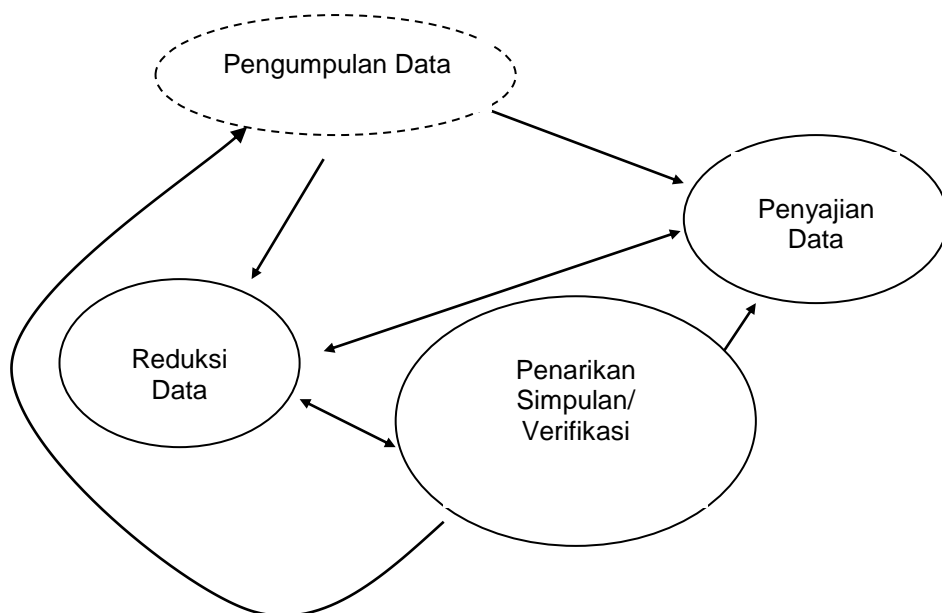 Pengumpulan Data
Penyajian
Data
Reduksi
Data
Penarikan
Simpulan/
Verifikasi